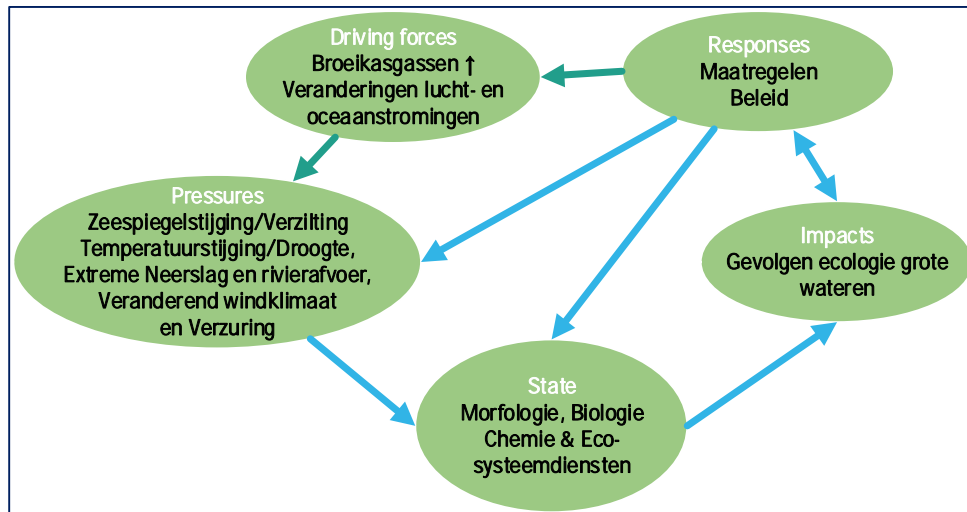 Driving forces
Broeikasgassen ↑
Veranderingen lucht- en
oceaanstromingen
Responses
Maatregelen
Beleid
Pressures
Zeespiegelstijging/Verzilting
Temperatuurstijging/Droogte,
Extreme Neerslag en rivierafvoer,
Veranderend windklimaat
en Verzuring
Impacts
Gevolgen ecologie grote
wateren
State
Morfologie, Biologie
Chemie & Eco-
systeemdiensten